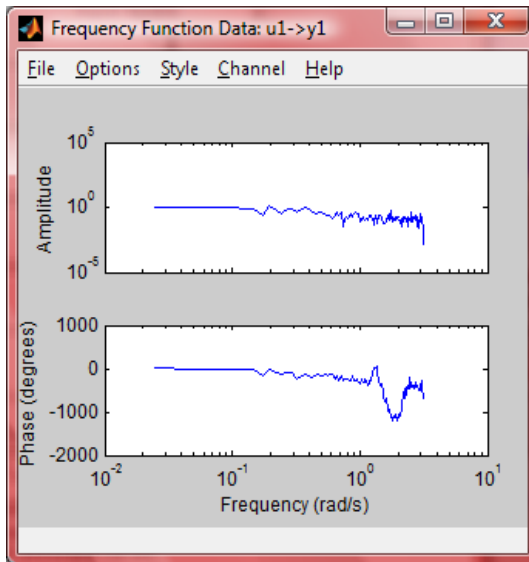 Frequency Function Data: u1->y1
File Options Style Channel Help
10^5
10^0
10^-5
Amplitude
1000
0
-1000
-2000
Phase (degrees)
10^-2 10^-1 10^0 10^1
Frequency (rad/s)